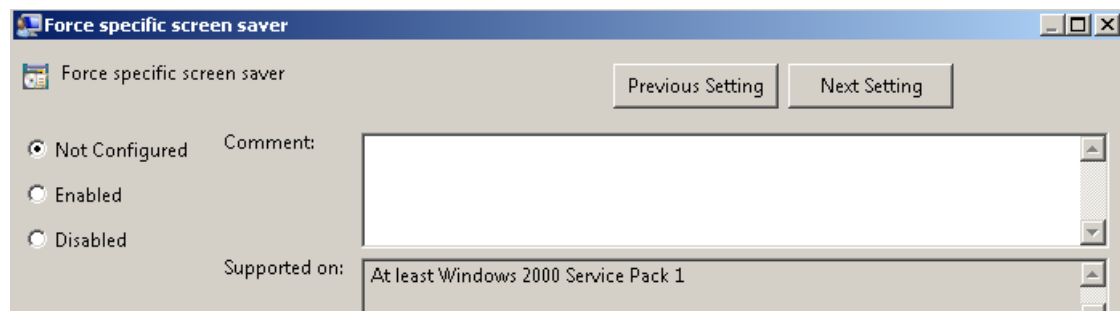 Force specific screen saver
Force specific screen saver
Previous Setting
Next Setting
Not Configured
Comment:
Enabled
Disabled
Supported on:
At least Windows 2000 Service Pack 1